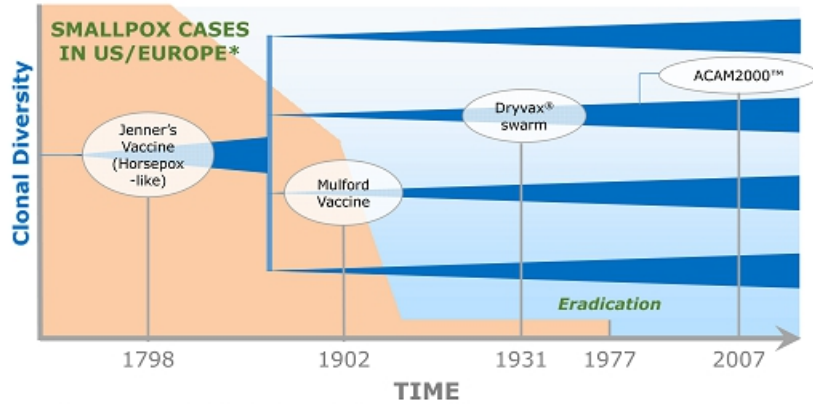 SMALLPOX CASES
IN US/EUROPE*
Clonal Diversity
Jenner's
Vaccine
(Horsepox
-like)
Mulford
Vaccine
Dryvax®
swarm
ACAM2000™
Eradication
1798
1902
1931
1977
2007
TIME